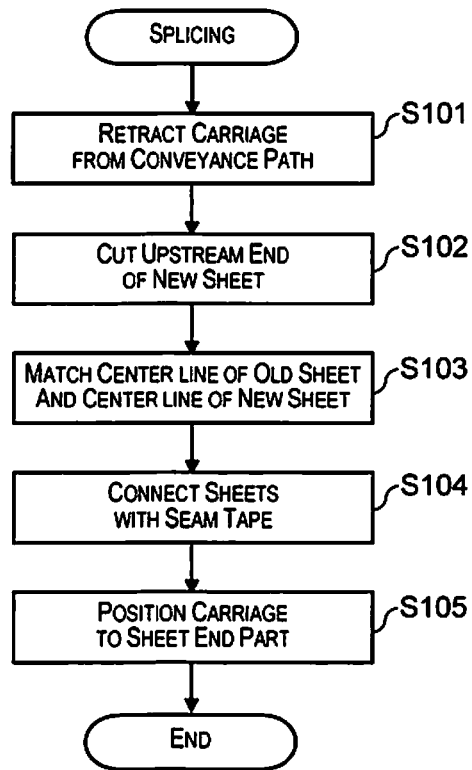 SPLICING
RETRACT CARRIAGE
FROM CONVEYANCE PATH
S101
CUT UPSTREAM END
OF NEW SHEET
S102
MATCH CENTER LINE OF OLD SHEET
AND CENTER LINE OF NEW SHEET
S103
CONNECT SHEETS
WITH SEAM TAPE
S104
POSITION CARRIAGE
TO SHEET END PART
S105
END